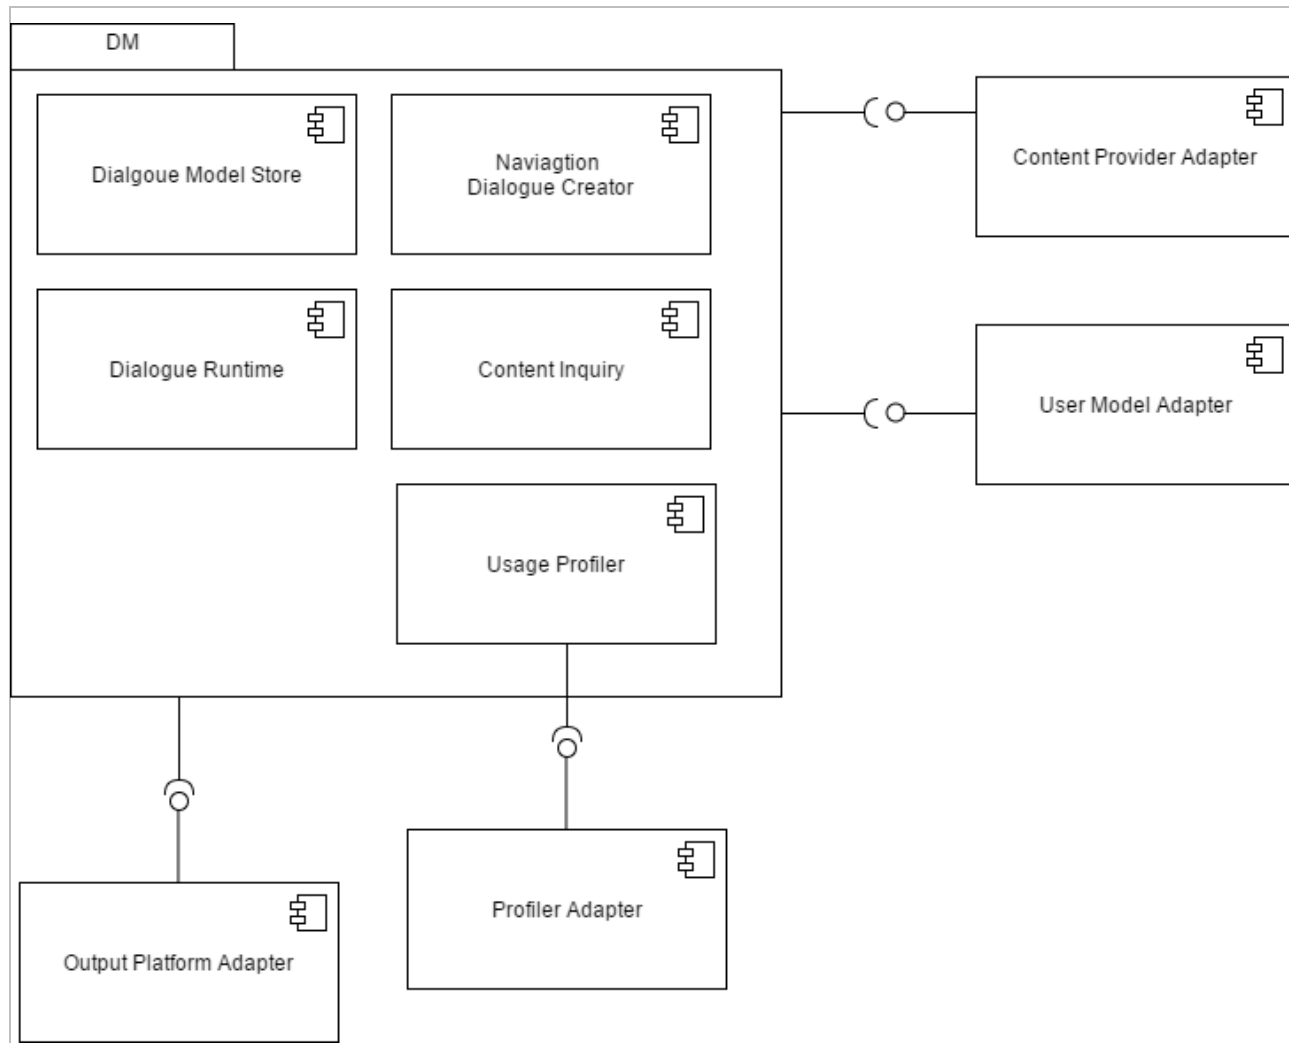 DM
Dialgoue Model Store
Naviagtion
Dialogue Creator
Content Provider Adapter
Dialogue Runtime
Content Inquiry
User Model Adapter
Usage Profiler
Profiler Adapter
Output Platform Adapter